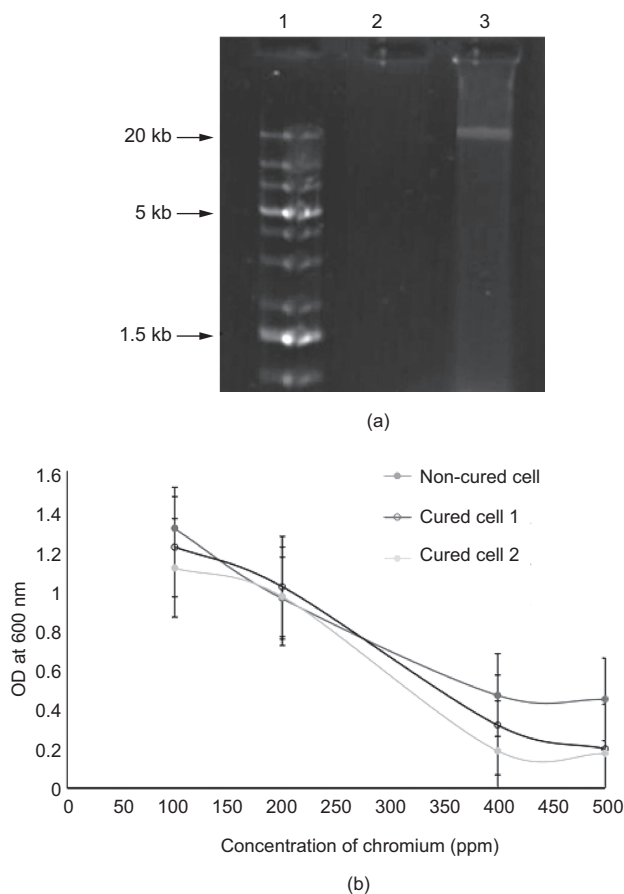 1 2 3
20 kb
5 kb
1.5 kb
(a)
1.6
1.4
1.2
1
0.8
0.6
0.4
0.2
0
OD at 600 nm
Non-cured cell
Cured cell 1
Cured cell 2
0 50 100 150 200 250 300 350 400 450 500
Concentration of chromium (ppm)
(b)